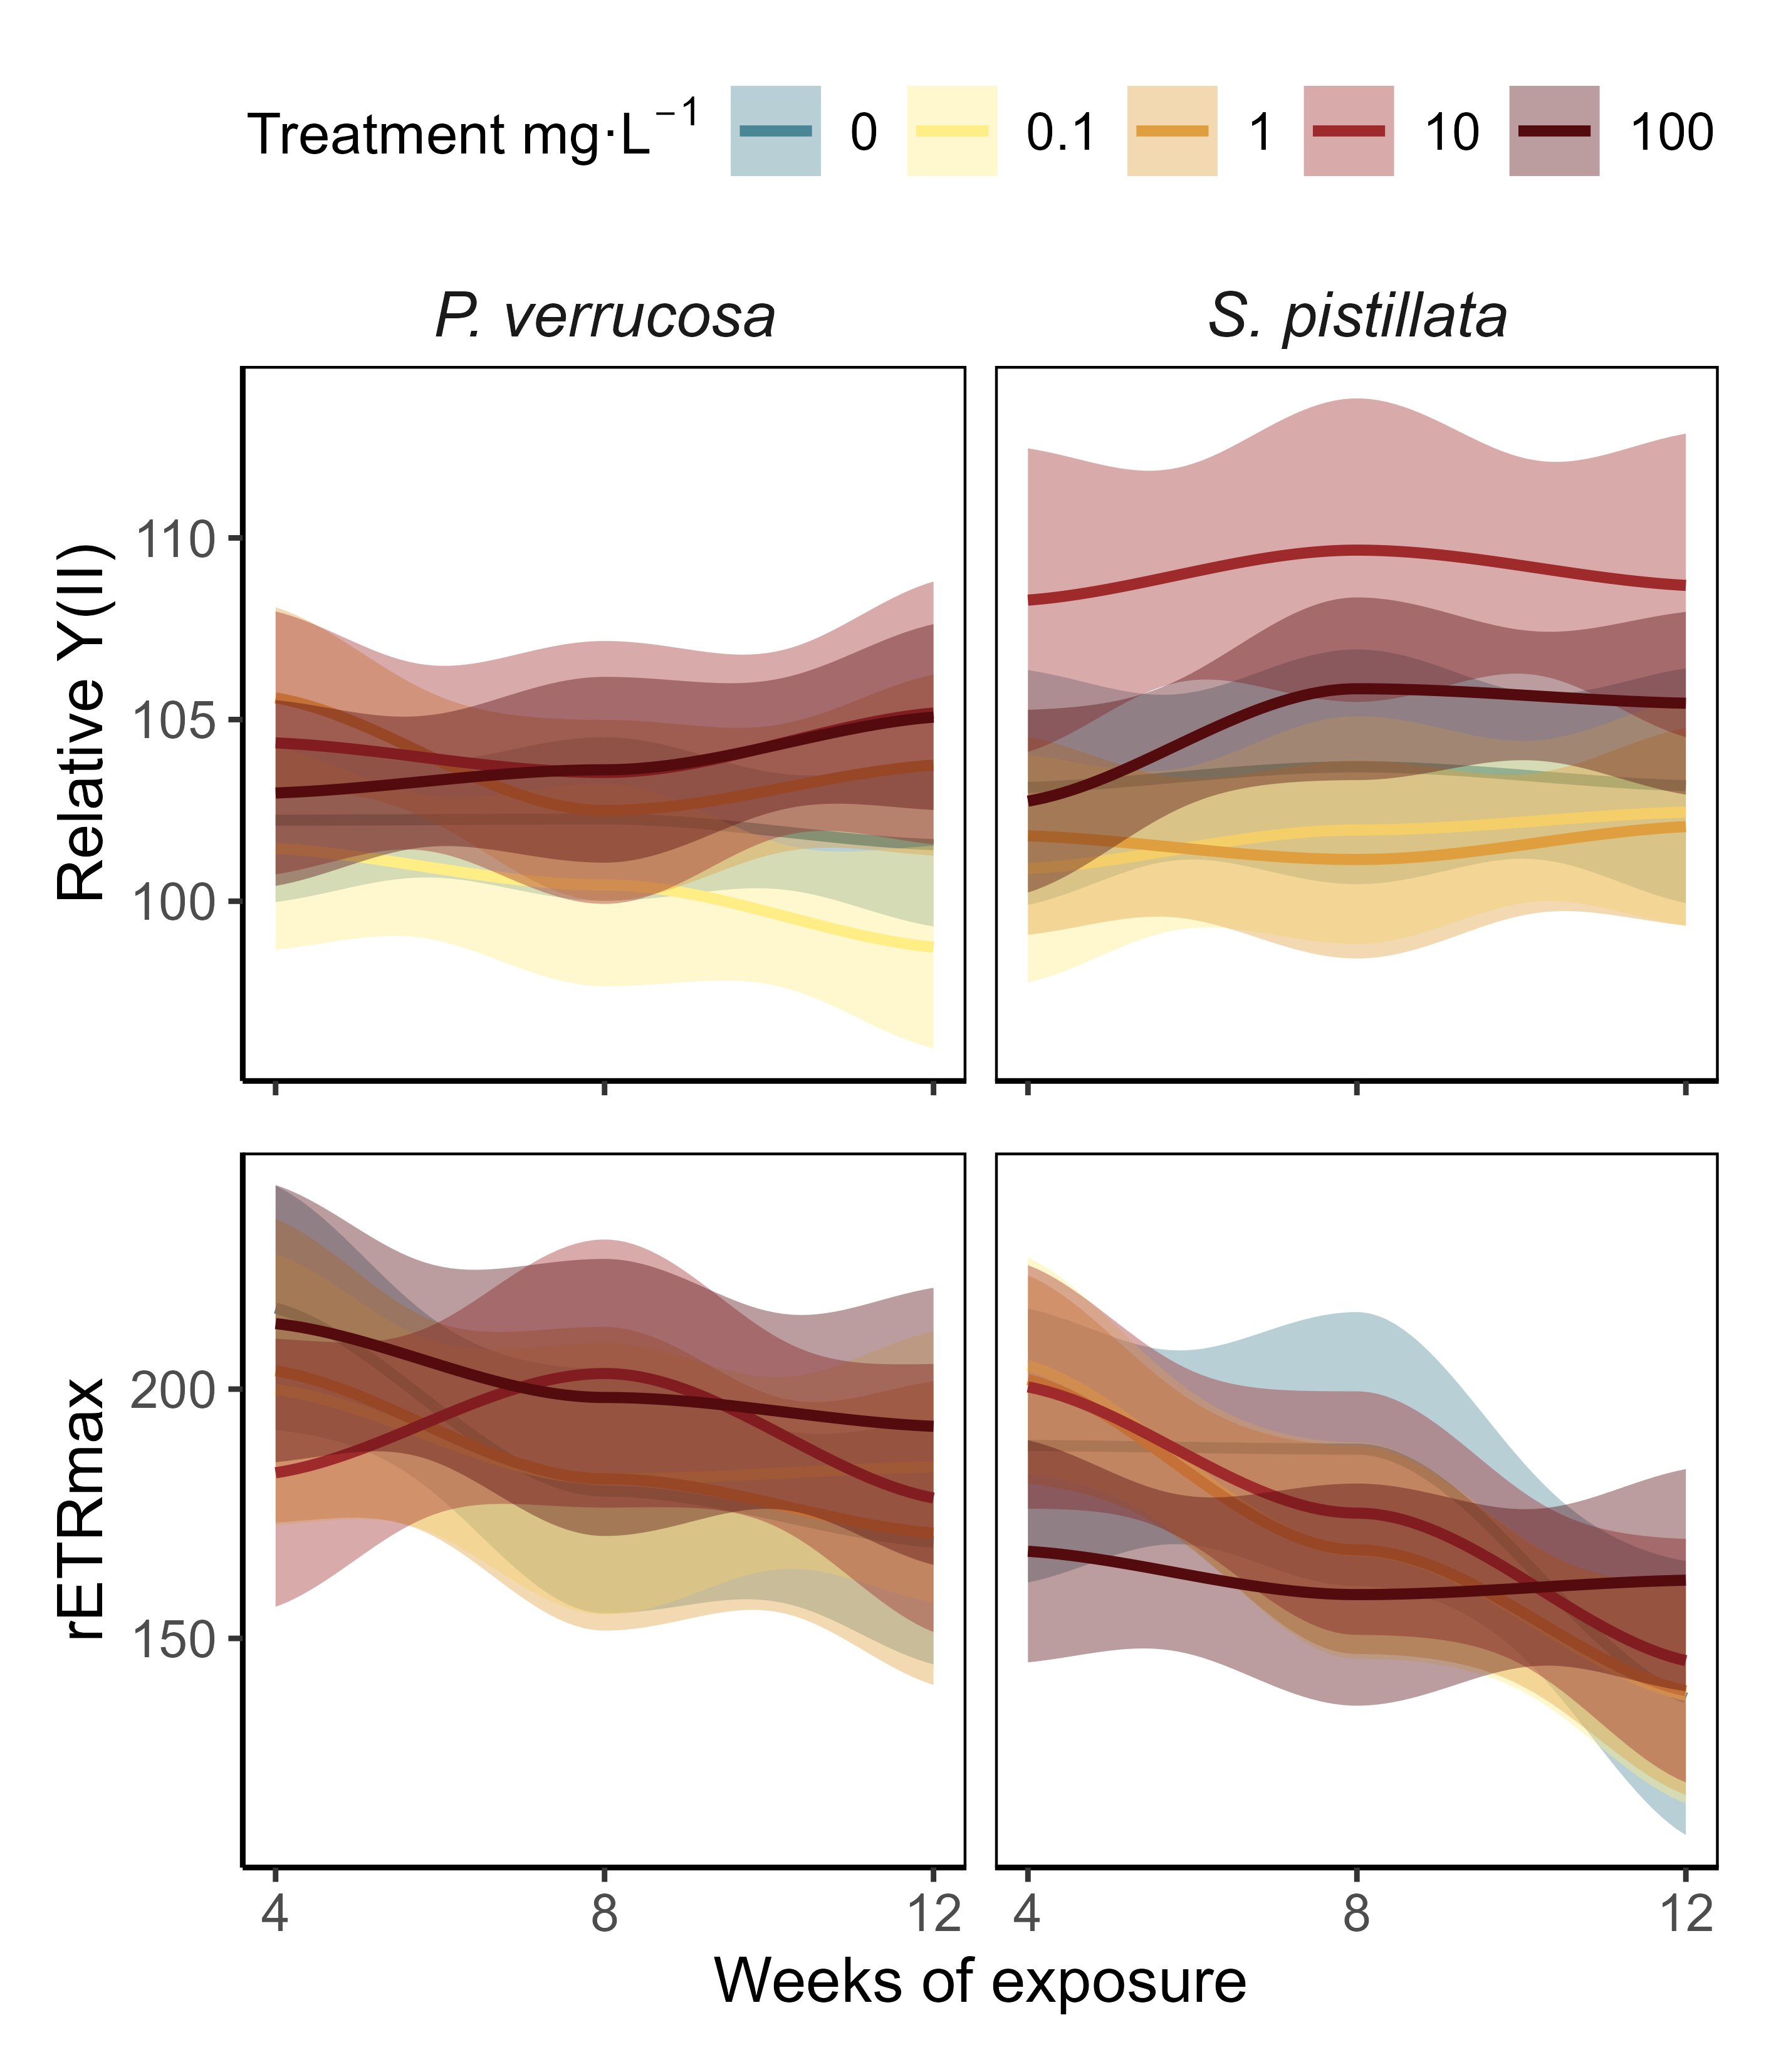 Treatment mg·L⁻¹ 0 0.1 1 10 100
P. verrucosa S. pistillata
Relative Y(II)
110
105
100
rETRmax
200
150
4 8 12 4 8 12
Weeks of exposure